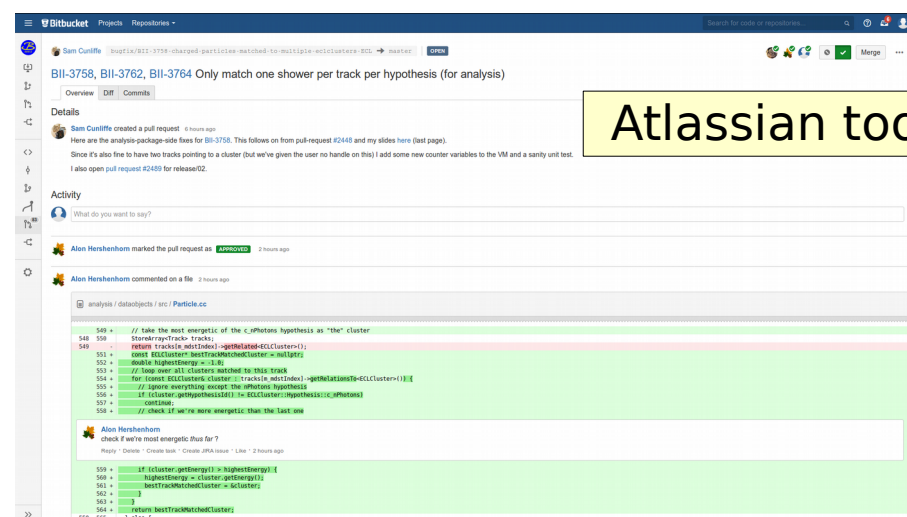 Bitbucket Projects Repositories Search for code or repositories...
Sam Cunliffe bugfix/BII-3758-charged-particles-matched-to-multiple-eclclusters-ECL → master OPEN
Merge ...
BII-3758, BII-3762, BII-3764 Only match one shower per track per hypothesis (for analysis)
Overview Diff Commits
Atlassian too
Details
Sam Cunliffe created a pull request 6 hours ago
Here are the analysis-package-side fixes for BII-3758. This follows on from pull-request #2448 and my slides here (last page).
Since it's also fine to have two tracks pointing to a cluster (but we've given the user no handle on this) I add some new counter variables to the VM and a sanity unit test.
I also open pull request #2489 for release/02.
Activity
What do you want to say?
Alon Hershenhorn marked the pull request as APPROVED 2 hours ago
Alon Hershenhorn commented on a file 2 hours ago
analysis / dataobjects / src / Particle.cc
549 + // take the most energetic of the c_nPhotons hypothesis as "the" cluster
548 550 StoreArray<Track> tracks;
549 - return tracks[m_mdstIndex]->getRelated<ECLCluster>();
551 + const ECLCluster* bestTrackMatchedCluster = nullptr;
552 + double highestEnergy = -1.0;
553 + // loop over all clusters matched to this track
554 + for (const ECLCluster& cluster : tracks[m_mdstIndex]->getRelationsTo<ECLCluster>()) {
555 + // ignore everything except the nPhotons hypothesis
556 + if (cluster.getHypothesisId() != ECLCluster::Hypothesis::c_nPhotons)
557 + continue;
558 + // check if we're more energetic than the last one
Alon Hershenhorn
check if we're most energetic thus far ?
Reply · Delete · Create task · Create JIRA issue · Like · 2 hours ago
559 + if (cluster.getEnergy() > highestEnergy) {
560 + highestEnergy = cluster.getEnergy();
561 + bestTrackMatchedCluster = &cluster;
562 + }
563 + }
564 + return bestTrackMatchedCluster;